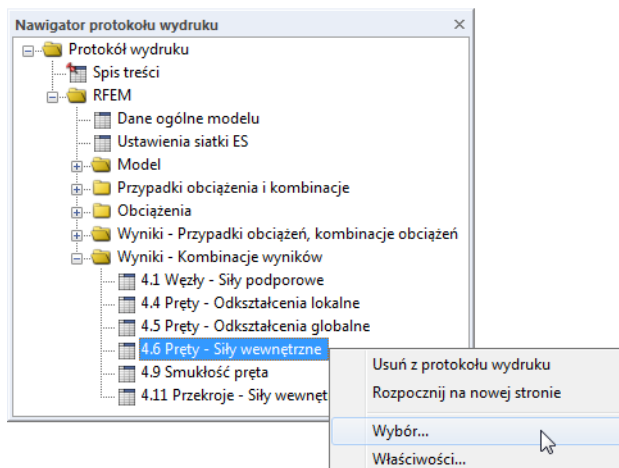 Nawigator protokołu wydruku
Protokół wydruku
Spis treści
RFEM
Dane ogólne modelu
Ustawienia siatki ES
Model
Przypadki obciążenia i kombinacje
Obciążenia
Wyniki - Przypadki obciążeń, kombinacje obciążeń
Wyniki - Kombinacje wyników
4.1 Węzły - Siły podporowe
4.4 Pręty - Odkształcenia lokalne
4.5 Pręty - Odkształcenia globalne
4.6 Pręty - Siły wewnętrzne
4.9 Smukłość pręta
4.11 Przekroje - Siły wewnęt
Usuń z protokołu wydruku
Rozpocznij na nowej stronie
Wybór...
Właściwości...